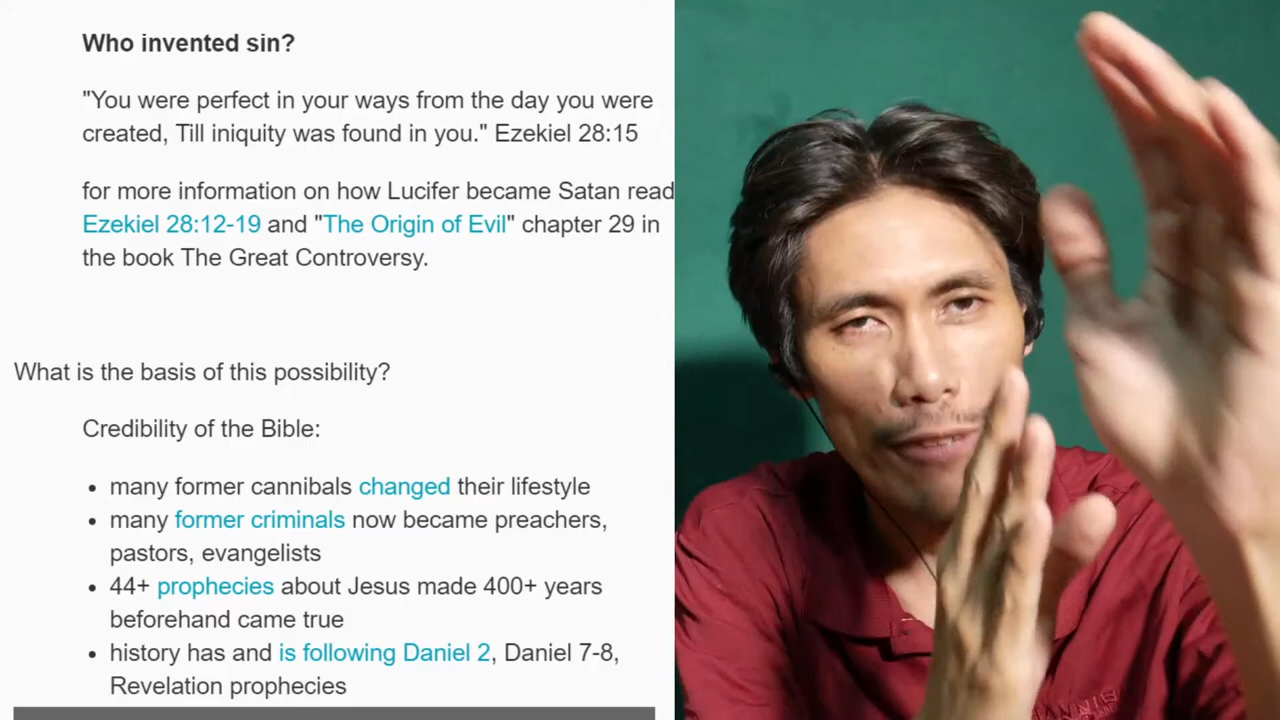 Who invented sin?
"You were perfect in your ways from the day you were
created, Till iniquity was found in you." Ezekiel 28:15
for more information on how Lucifer became Satan read
Ezekiel 28:12-19 and "The Origin of Evil" chapter 29 in
the book The Great Controversy.
What is the basis of this possibility?
Credibility of the Bible:
• many former cannibals changed their lifestyle
• many former criminals now became preachers,
pastors, evangelists
• 44+ prophecies about Jesus made 400+ years
beforehand came true
• history has and is following Daniel 2, Daniel 7-8,
Revelation prophecies